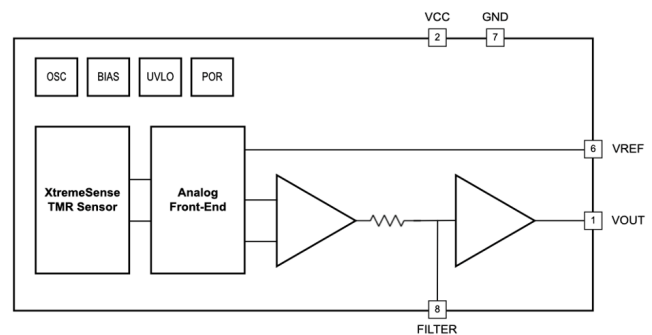 VCC GND
2 7
OSC BIAS UVLO POR
6 VREF
XtremeSense
TMR Sensor
Analog
Front-End
1 VOUT
8
FILTER